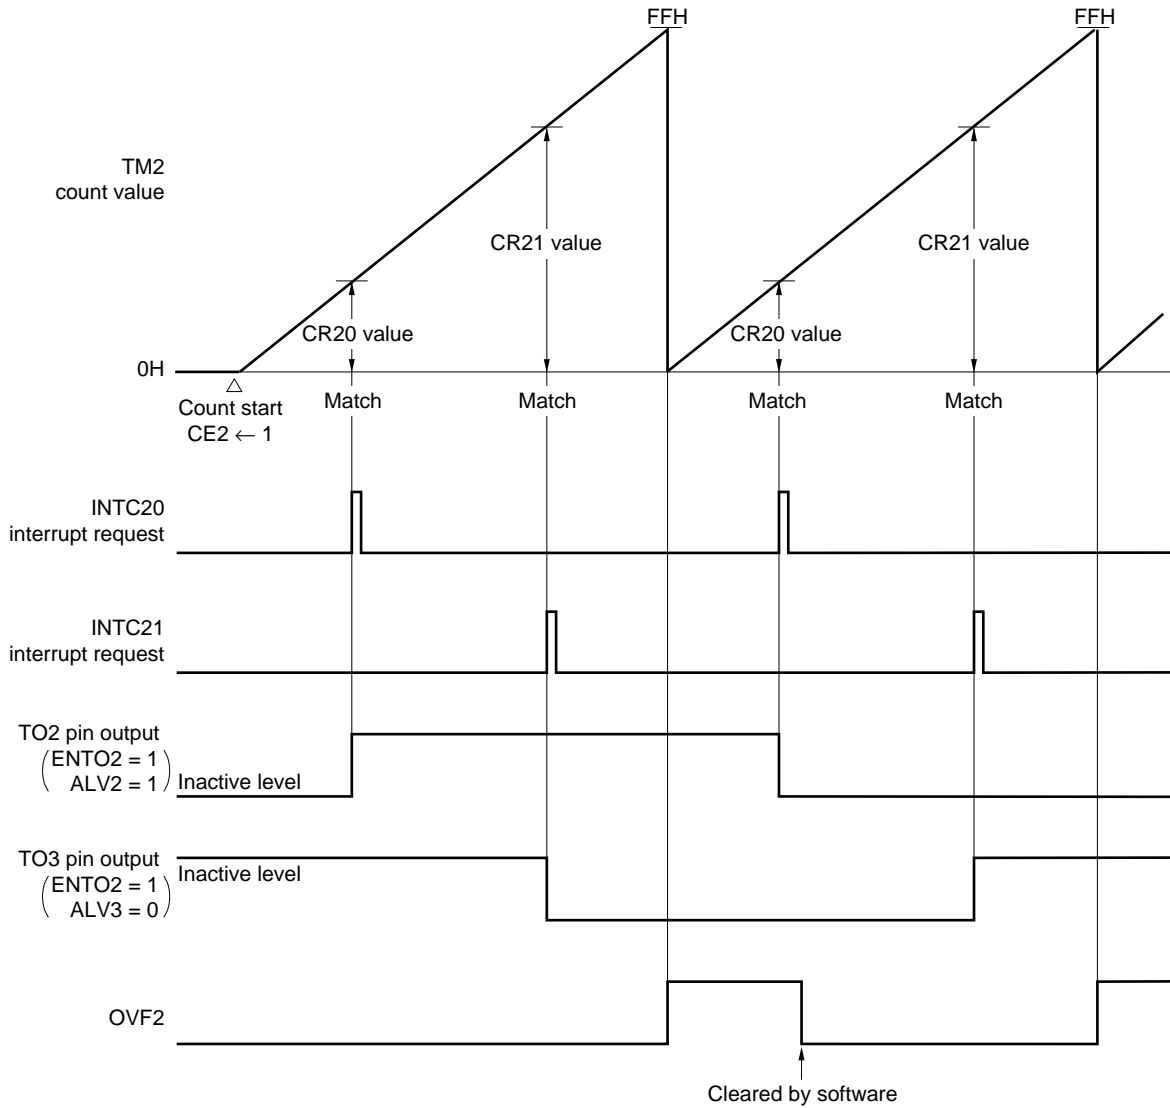 FFH
FFH
TM2
count value
CR21 value
CR21 value
CR20 value
CR20 value
0H
Count start
CE2 ← 1
Match
Match
Match
Match
INTC20
interrupt request
INTC21
interrupt request
TO2 pin output
(ENTO2 = 1
ALV2 = 1)
Inactive level
TO3 pin output
(ENTO2 = 1
ALV3 = 0)
Inactive level
OVF2
Cleared by software